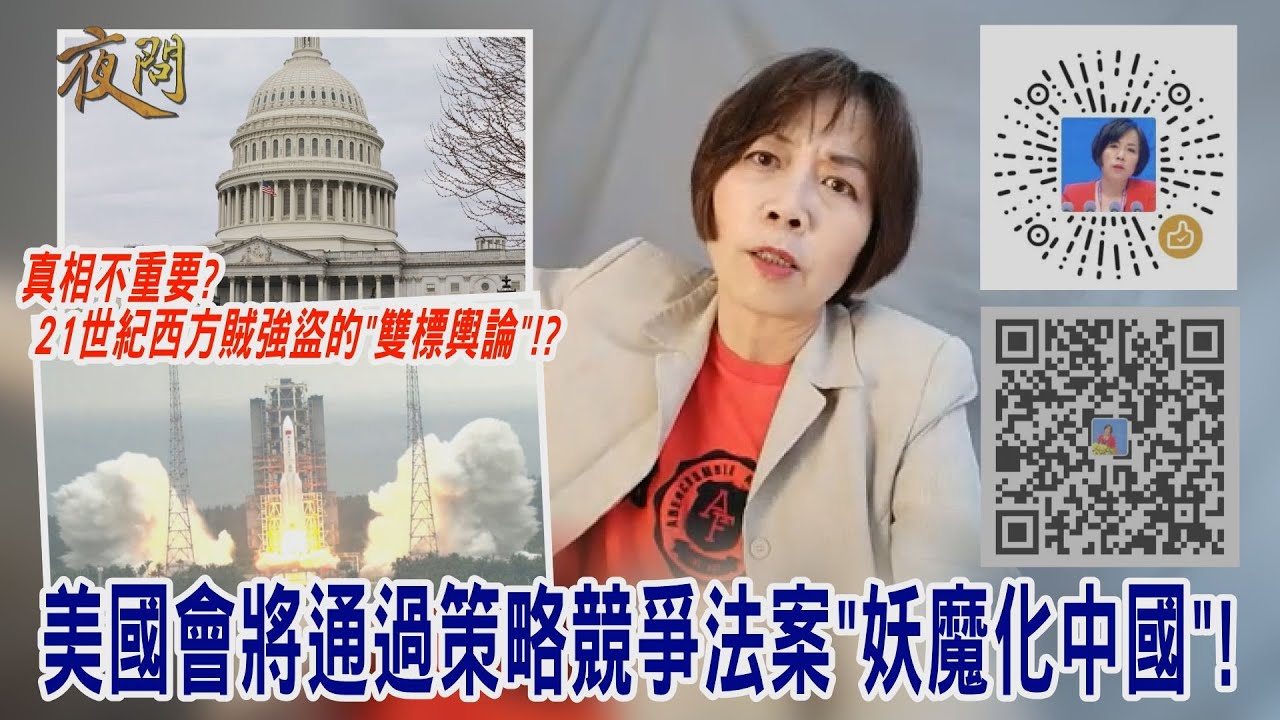 夜問
真相不重要?
21世紀西方賊強盜的"雙標輿論"!?
ABERCROMBIE
AF
美國會將通過策略競爭法案"妖魔化中國"!